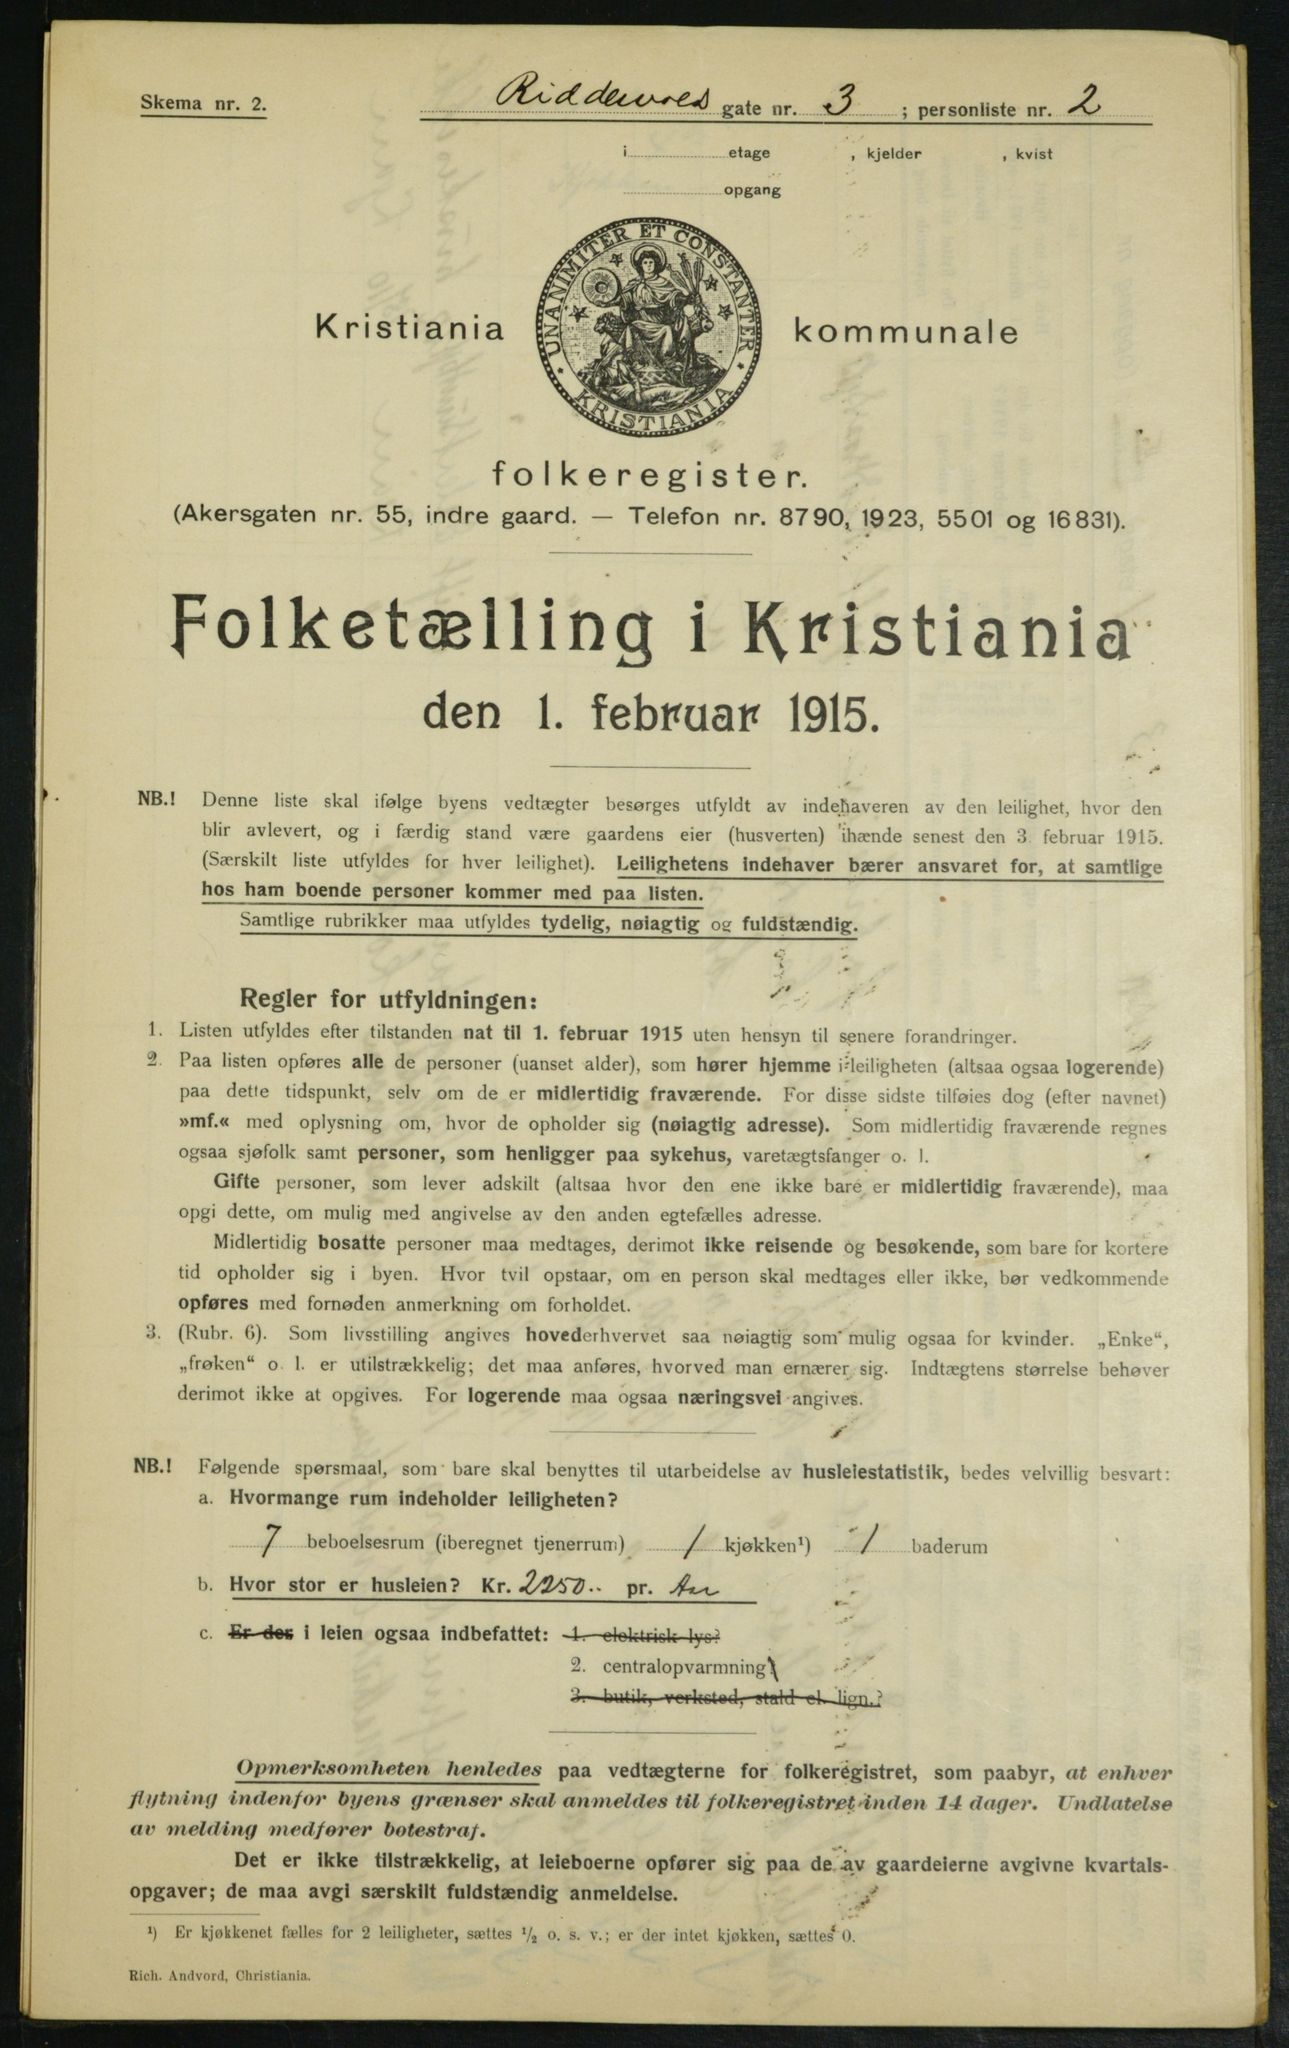 Skema nr. 2.
Riddervolds gate nr. 3 ; personliste nr. 2
i etage , kjelder , kvist
opgang
UNANIMITER ET CONSTANTER
KRISTIANIA
Kristiania kommunale
folkeregister.
(Akersgaten nr. 55, indre gaard. — Telefon nr. 8790, 1923, 5501 og 16831).
Folketælling i Kristiania
den 1. februar 1915.
NB.! Denne liste skal ifølge byens vedtægter besørges utfyldt av indehaveren av den leilighet, hvor den
blir avlevert, og i færdig stand være gaardens eier (husverten) ihænde senest den 3. februar 1915.
(Særskilt liste utfyldes for hver leilighet). Leilighetens indehaver bærer ansvaret for, at samtlige
hos ham boende personer kommer med paa listen.
Samtlige rubrikker maa utfyldes tydelig, nøiagtig og fuldstændig.
Regler for utfyldningen:
1. Listen utfyldes efter tilstanden nat til 1. februar 1915 uten hensyn til senere forandringer.
2. Paa listen opføres alle de personer (uanset alder), som hører hjemme i leiligheten (altsaa ogsaa logerende)
paa dette tidspunkt, selv om de er midlertidig fraværende. For disse sidste tilføies dog (efter navnet)
»mf.« med oplysning om, hvor de opholder sig (nøiagtig adresse). Som midlertidig fraværende regnes
ogsaa sjøfolk samt personer, som henligger paa sykehus, varetægtsfanger o. l.
Gifte personer, som lever adskilt (altsaa hvor den ene ikke bare er midlertidig fraværende), maa
opgi dette, om mulig med angivelse av den anden egtefælles adresse.
Midlertidig bosatte personer maa medtages, derimot ikke reisende og besøkende, som bare for kortere
tid opholder sig i byen. Hvor tvil opstaar, om en person skal medtages eller ikke, bør vedkommende
opføres med fornøden anmerkning om forholdet.
3. (Rubr. 6). Som livsstilling angives hovederhvervet saa nøiagtig som mulig ogsaa for kvinder. „Enke“,
„frøken“ o. l. er utilstrækkelig; det maa anføres, hvorved man ernærer sig. Indtægtens størrelse behøver
derimot ikke at opgives. For logerende maa ogsaa næringsvei angives.
NB.! Følgende spørsmaal, som bare skal benyttes til utarbeidelse av husleiestatistik, bedes velvillig besvart:
a. Hvormange rum indeholder leiligheten?
7 beboelsesrum (iberegnet tjenerrum) 1 kjøkken¹) 1 baderum
b. Hvor stor er husleien? Kr. 2250.. pr. Aar
c. Er der i leien ogsaa indbefattet: 1. elektrisk lys?
2. centralopvarmning?
3. butik, verksted, stald el. lign.?
Opmerksomheten henledes paa vedtægterne for folkeregistret, som paabyr, at enhver
flytning indenfor byens grænser skal anmeldes til folkeregistret inden 14 dager. Undlatelse
av melding medfører botestraf.
Det er ikke tilstrækkelig, at leieboerne opfører sig paa de av gaardeierne avgivne kvartals-
opgaver; de maa avgi særskilt fuldstændig anmeldelse.
¹) Er kjøkkenet fælles for 2 leiligheter, sættes ½ o. s. v.; er der intet kjøkken, sættes 0.
Rich. Andvord, Christiania.